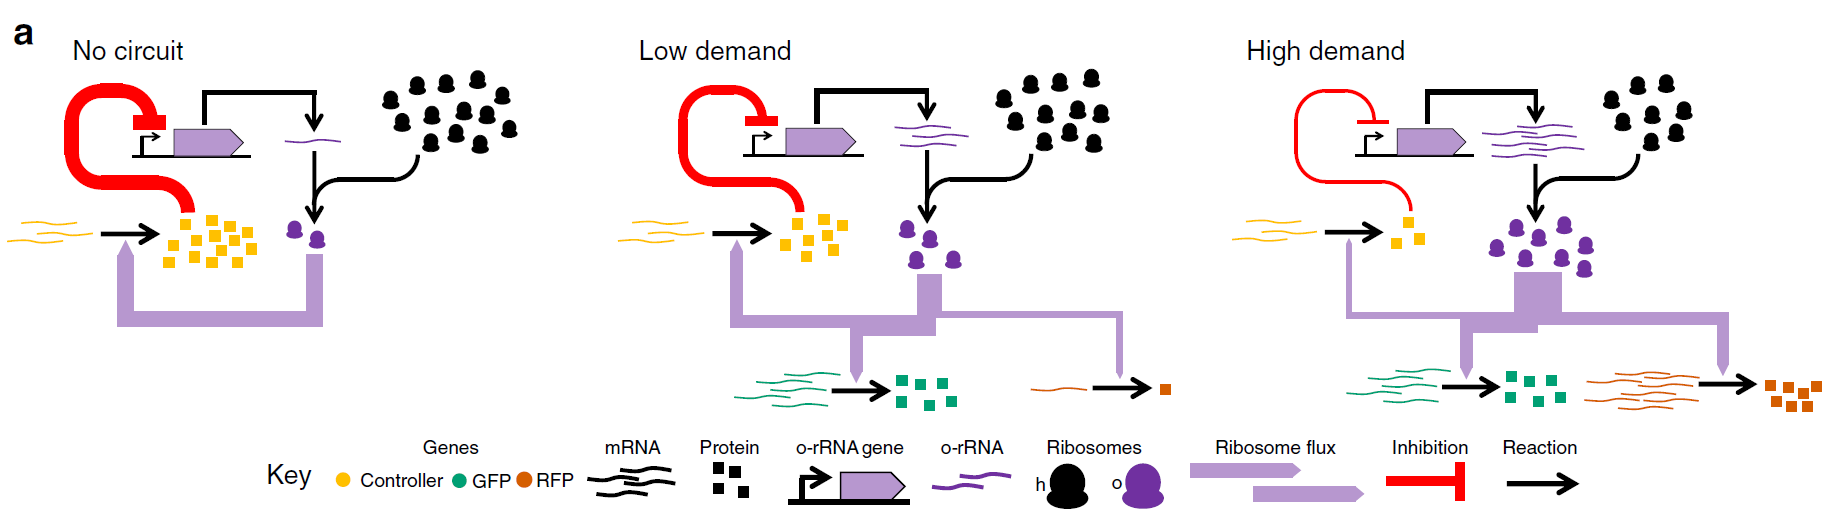 a
No circuit
Low demand
High demand
Genes
mRNA
Protein
o-rRNA gene
o-rRNA
Ribosomes
Ribosome flux
Inhibition
Reaction
Key
Controller
GFP
RFP
h
o